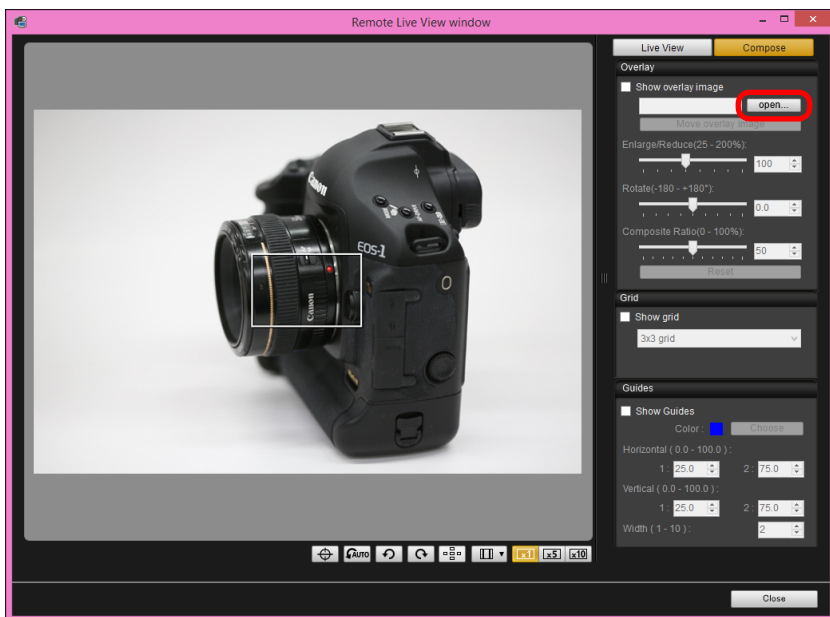 Remote Live View window
Live View Compose
Overlay
Show overlay image
open...
Move overlay image
Enlarge/Reduce(25 - 200%):
100
Rotate(-180 - +180°):
0.0
Composite Ratio(0 - 100%):
50
Reset
Grid
Show grid
3x3 grid
Guides
Show Guides
Color : Choose
Horizontal ( 0.0 - 100.0 ) :
1 : 25.0 2 : 75.0
Vertical ( 0.0 - 100.0 ) :
1 : 25.0 2 : 75.0
Width ( 1 - 10 ) : 2
Canon
EOS-1
Canon
AUTO x1 x5 x10
Close